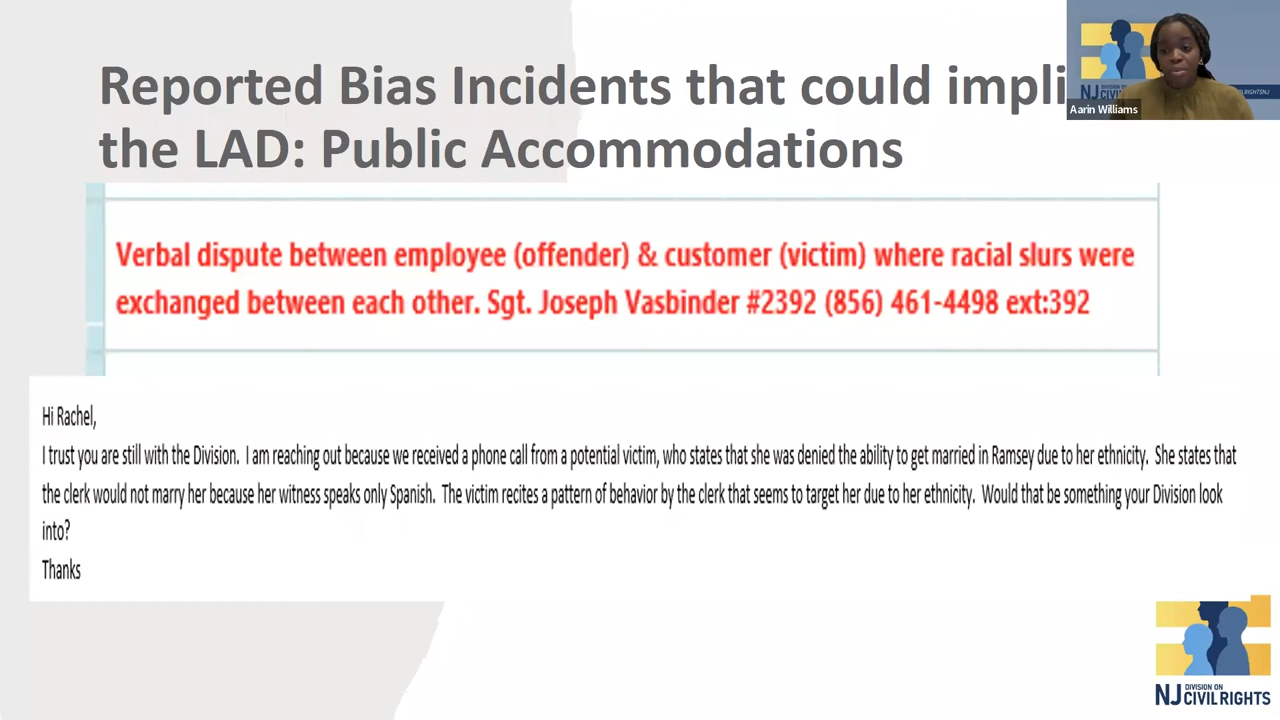 Reported Bias Incidents that could impli
the LAD: Public Accommodations
NJ CIVIL RIGHTSNJ
Aarin Williams
Verbal dispute between employee (offender) & customer (victim) where racial slurs were
exchanged between each other. Sgt. Joseph Vasbinder #2392 (856) 461-4498 ext:392
Hi Rachel,
I trust you are still with the Division. I am reaching out because we received a phone call from a potential victim, who states that she was denied the ability to get married in Ramsey due to her ethnicity. She states that
the clerk would not marry her because her witness speaks only Spanish. The victim recites a pattern of behavior by the clerk that seems to target her due to her ethnicity. Would that be something your Division look
into?
Thanks
NJ DIVISION ON
CIVIL RIGHTS